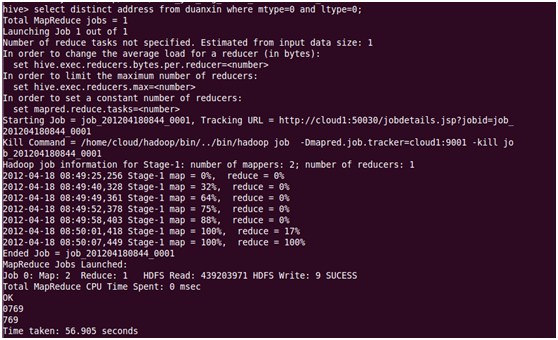 hive> select distinct address from duanxin where mtype=0 and ltype=0;
Total MapReduce jobs = 1
Launching Job 1 out of 1
Number of reduce tasks not specified. Estimated from input data size: 1
In order to change the average load for a reducer (in bytes):
  set hive.exec.reducers.bytes.per.reducer=<number>
In order to limit the maximum number of reducers:
  set hive.exec.reducers.max=<number>
In order to set a constant number of reducers:
  set mapred.reduce.tasks=<number>
Starting Job = job_201204180844_0001, Tracking URL = http://cloud1:50030/jobdetails.jsp?jobid=job_
201204180844_0001
Kill Command = /home/cloud/hadoop/bin/../bin/hadoop job  -Dmapred.job.tracker=cloud1:9001 -kill jo
b_201204180844_0001
Hadoop job information for Stage-1: number of mappers: 2; number of reducers: 1
2012-04-18 08:49:25,256 Stage-1 map = 0%,  reduce = 0%
2012-04-18 08:49:40,328 Stage-1 map = 32%,  reduce = 0%
2012-04-18 08:49:49,361 Stage-1 map = 64%,  reduce = 0%
2012-04-18 08:49:52,378 Stage-1 map = 75%,  reduce = 0%
2012-04-18 08:49:58,403 Stage-1 map = 88%,  reduce = 0%
2012-04-18 08:50:01,418 Stage-1 map = 100%,  reduce = 17%
2012-04-18 08:50:07,449 Stage-1 map = 100%,  reduce = 100%
Ended Job = job_201204180844_0001
MapReduce Jobs Launched:
Job 0: Map: 2  Reduce: 1   HDFS Read: 439203971 HDFS Write: 9 SUCESS
Total MapReduce CPU Time Spent: 0 msec
OK
0769
769
Time taken: 56.905 seconds